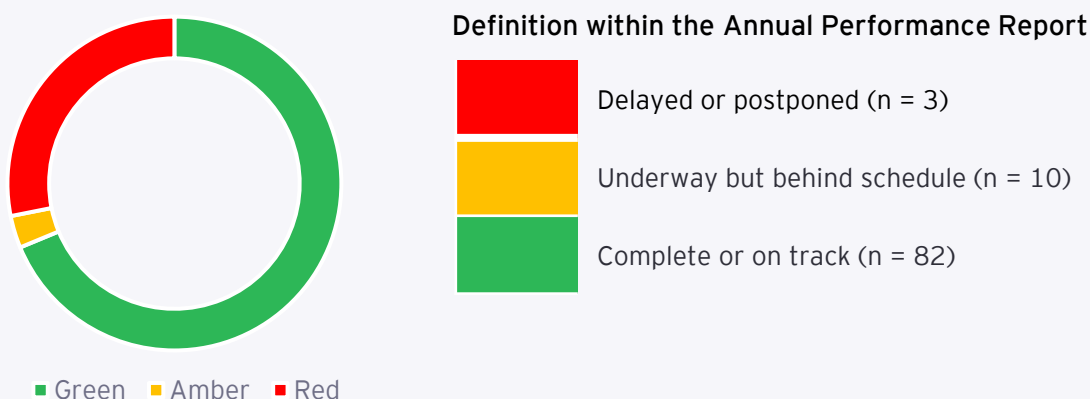 Definition within the Annual Performance Report
Delayed or postponed (n = 3)
Underway but behind schedule (n = 10)
Complete or on track (n = 82)
Green Amber Red